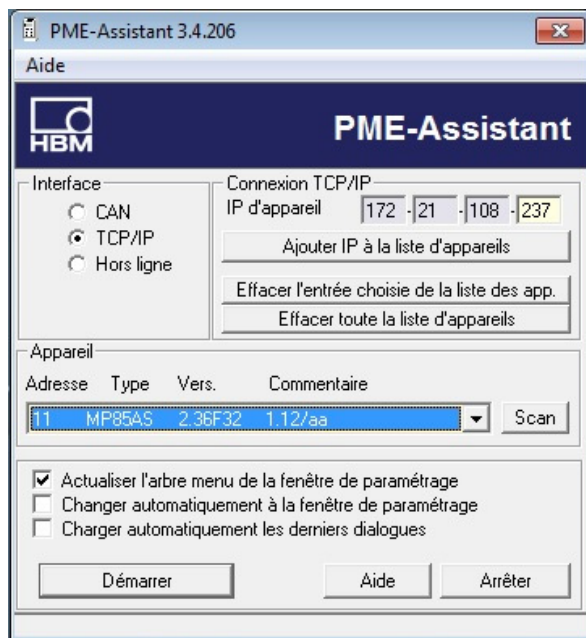 PME-Assistant 3.4.206
Aide
HBM
PME-Assistant
Interface
CAN
TCP/IP
Hors ligne
Connexion TCP/IP
IP d'appareil 172 - 21 - 108 - 237
Ajouter IP à la liste d'appareils
Effacer l'entrée choisie de la liste des app.
Effacer toute la liste d'appareils
Appareil
Adresse Type Vers. Commentaire
11 MP85AS 2.36F32 1.12/aa
Scan
Actualiser l'arbre menu de la fenêtre de paramétrage
Changer automatiquement à la fenêtre de paramétrage
Charger automatiquement les derniers dialogues
Démarrer Aide Arrêter